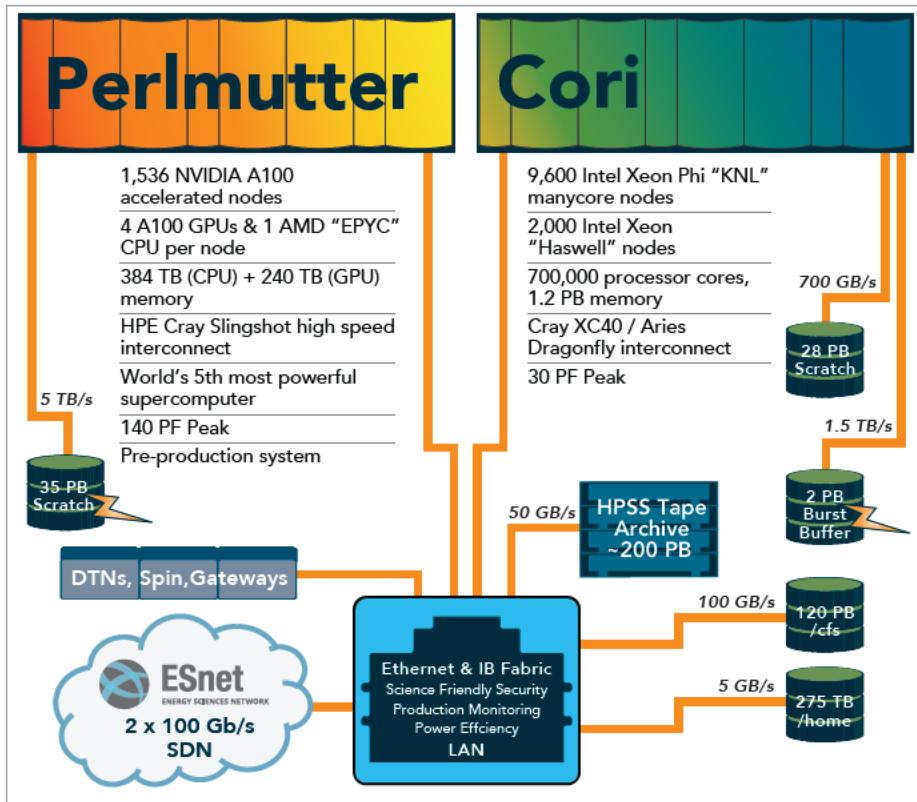 Perlmutter
1,536 NVIDIA A100
accelerated nodes
4 A100 GPUs & 1 AMD “EPYC”
CPU per node
384 TB (CPU) + 240 TB (GPU)
memory
HPE Cray Slingshot high speed
interconnect
World’s 5th most powerful
supercomputer
140 PF Peak
Pre-production system
5 TB/s
35 PB
Scratch
Cori
9,600 Intel Xeon Phi “KNL”
manycore nodes
2,000 Intel Xeon
“Haswell” nodes
700,000 processor cores,
1.2 PB memory
Cray XC40 / Aries
Dragonfly interconnect
30 PF Peak
700 GB/s
28 PB
Scratch
1.5 TB/s
2 PB
Burst
Buffer
50 GB/s
HPSS Tape
Archive
~200 PB
DTNs, Spin,Gateways
100 GB/s
120 PB
/cfs
5 GB/s
275 TB
/home
ESnet
ENERGY SCIENCES NETWORK
2 x 100 Gb/s
SDN
Ethernet & IB Fabric
Science Friendly Security
Production Monitoring
Power Effciency
LAN